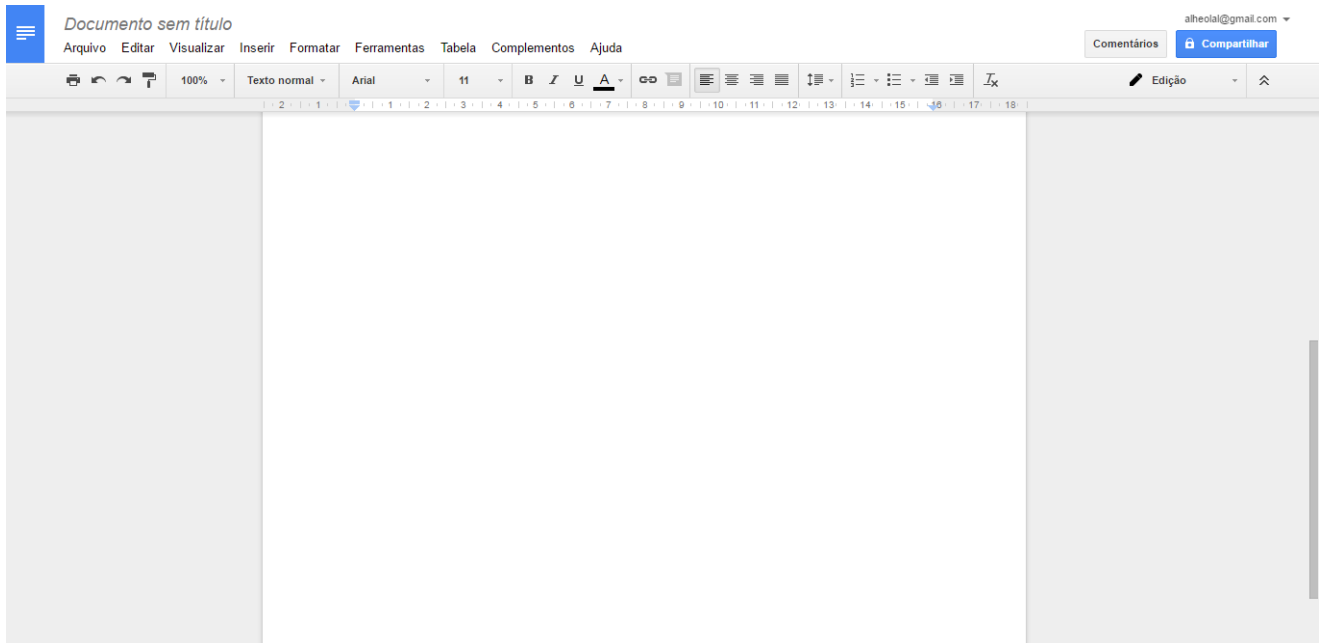 Documento sem título
alheolal@gmail.com
Arquivo Editar Visualizar Inserir Formatar Ferramentas Tabela Complementos Ajuda
Comentários Compartilhar
100% Texto normal Arial 11 B I U A Edição
2 1 1 2 3 4 5 6 7 8 9 10 11 12 13 14 15 16 17 18